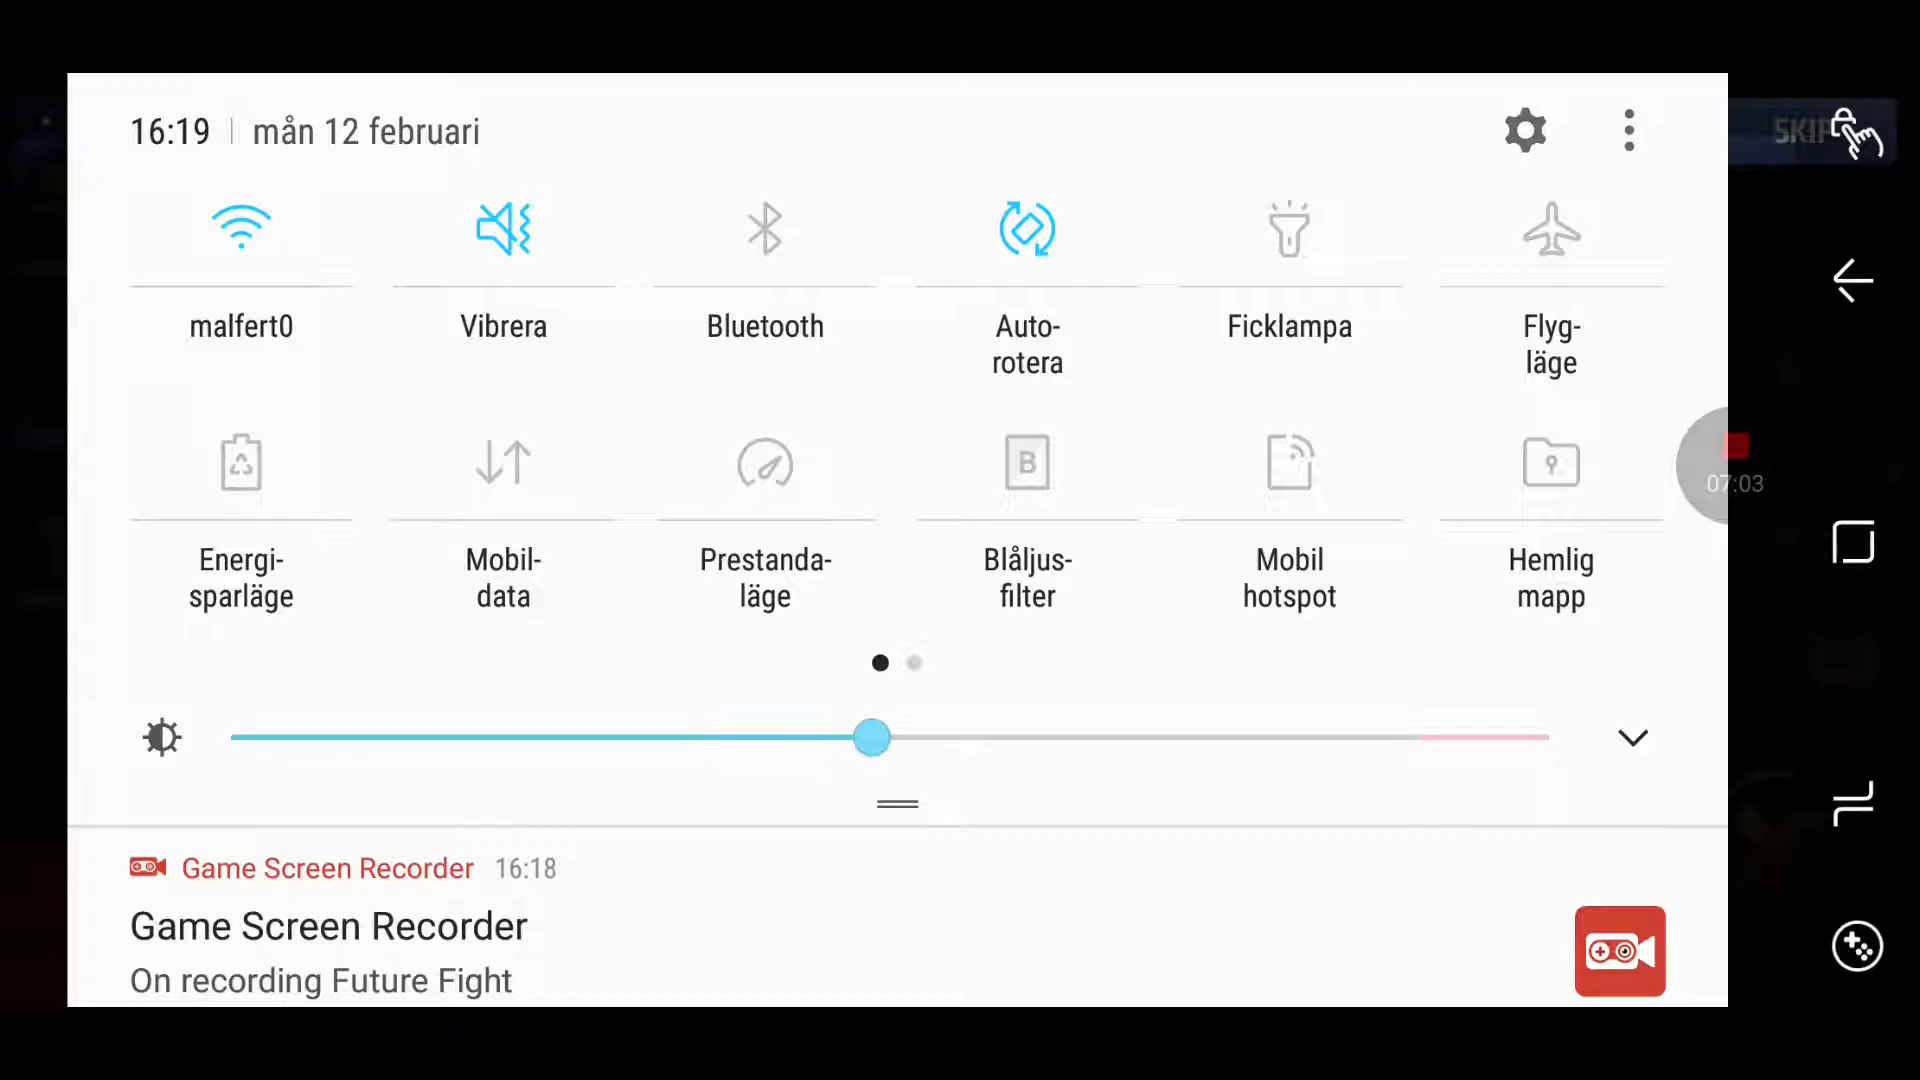 16:19 mån 12 februari
SKIP
malfert0 Vibrera Bluetooth Auto- Ficklampa Flyg-
rotera läge
07:03
Energi- Mobil- Prestanda- Blåljus- Mobil Hemlig
sparläge data läge filter hotspot mapp
Game Screen Recorder 16:18
Game Screen Recorder
On recording Future Fight